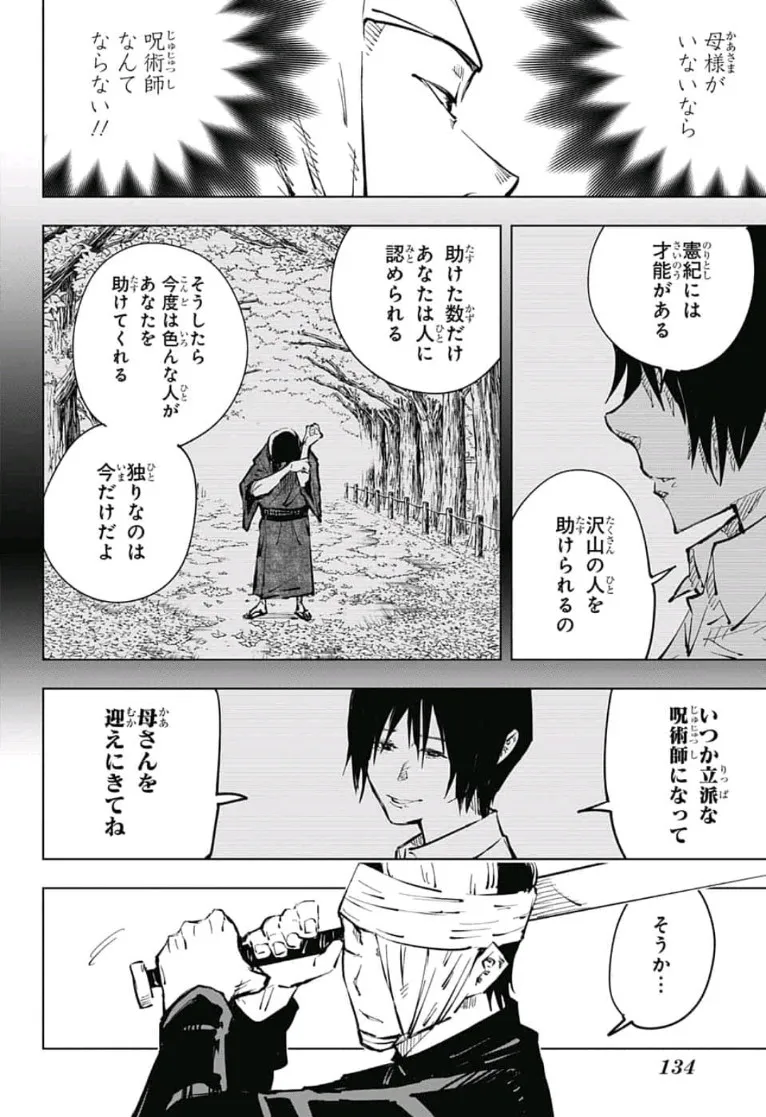 母様が
いないなら
呪術師
なんて
ならない!!
憲紀には
才能がある
沢山の人を
助けられるの
助けた数だけ
あなたは人に
認められる
そうしたら
今度は色んな人が
あなたを
助けてくれる
独りなのは
今だけだよ
いつか立派な
呪術師になって
母さんを
迎えにきてね
そうか…
134